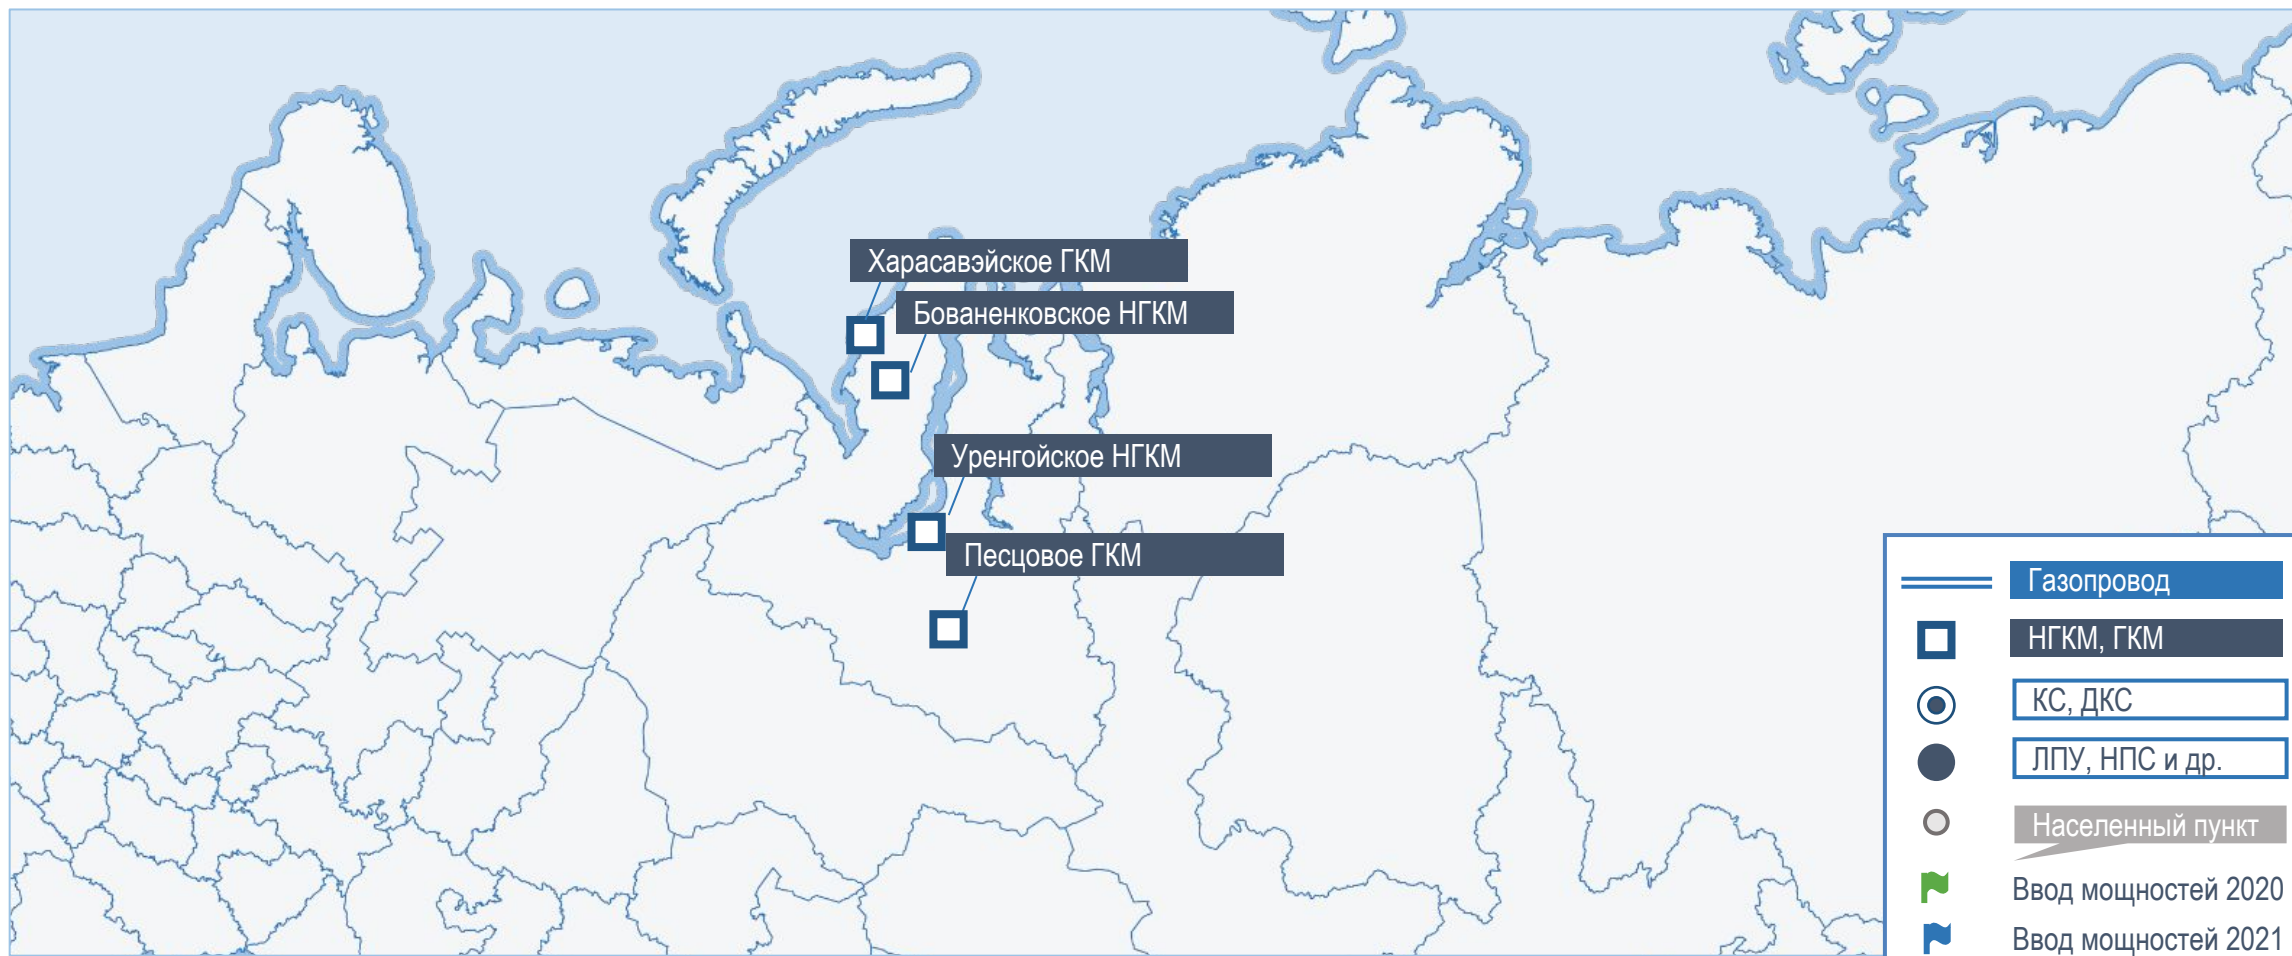 Харасавэйское ГКМ
Бованенковское НГКМ
Уренгойское НГКМ
Песцовое ГКМ
Газопровод
НГКМ, ГКМ
КС, ДКС
ЛПУ, НПС и др.
Населенный пункт
Ввод мощностей 2020
Ввод мощностей 2021